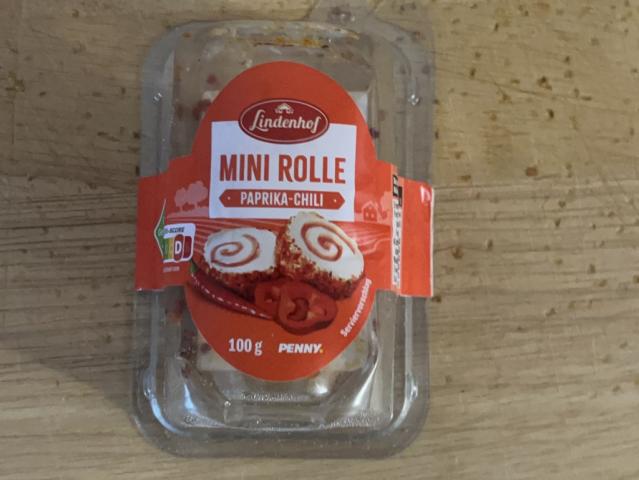 Lindenhof
MINI ROLLE
PAPRIKA-CHILI
D
Serviervorschlag
100 g PENNY.